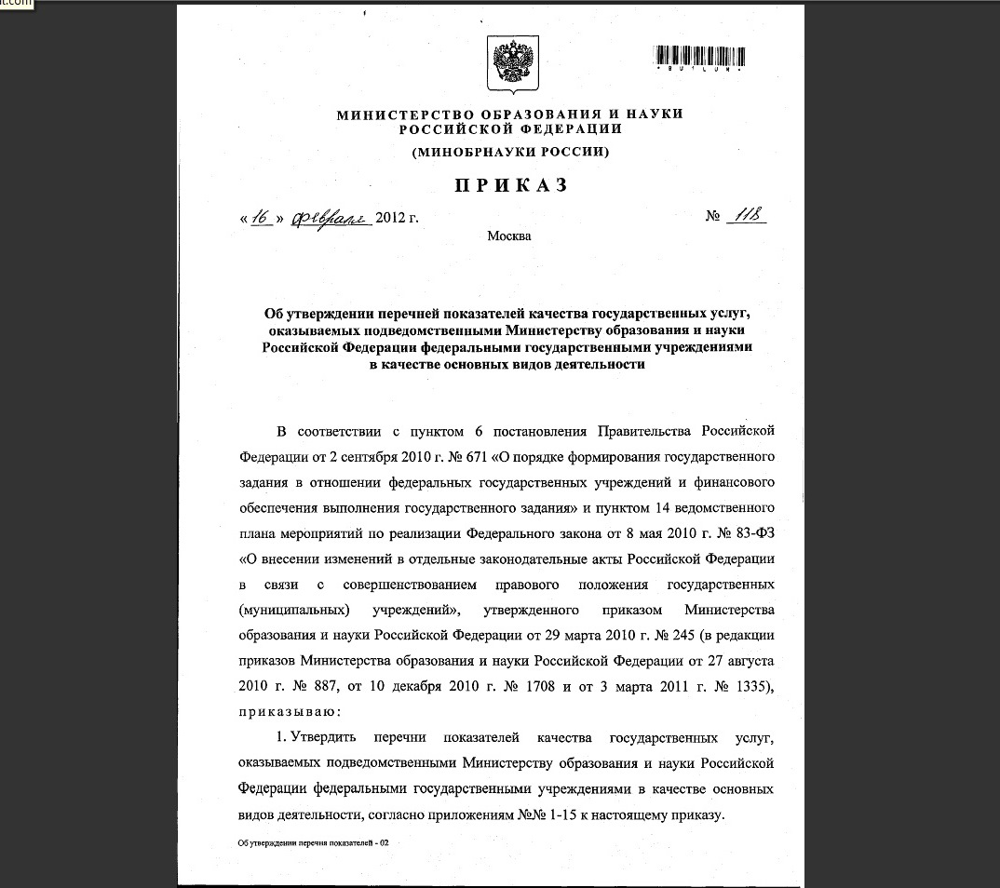 it.com
МИНИСТЕРСТВО ОБРАЗОВАНИЯ И НАУКИ
РОССИЙСКОЙ ФЕДЕРАЦИИ
(МИНОБРНАУКИ РОССИИ)
ПРИКАЗ
« 16 » февраля 2012 г. № 118
Москва
Об утверждении перечней показателей качества государственных услуг,
оказываемых подведомственными Министерству образования и науки
Российской Федерации федеральными государственными учреждениями
в качестве основных видов деятельности
В соответствии с пунктом 6 постановления Правительства Российской
Федерации от 2 сентября 2010 г. № 671 «О порядке формирования государственного
задания в отношении федеральных государственных учреждений и финансового
обеспечения выполнения государственного задания» и пунктом 14 ведомственного
плана мероприятий по реализации Федерального закона от 8 мая 2010 г. № 83-ФЗ
«О внесении изменений в отдельные законодательные акты Российской Федерации
в связи с совершенствованием правового положения государственных
(муниципальных) учреждений», утвержденного приказом Министерства
образования и науки Российской Федерации от 29 марта 2010 г. № 245 (в редакции
приказов Министерства образования и науки Российской Федерации от 27 августа
2010 г. № 887, от 10 декабря 2010 г. № 1708 и от 3 марта 2011 г. № 1335),
приказываю:
1. Утвердить перечни показателей качества государственных услуг,
оказываемых подведомственными Министерству образования и науки Российской
Федерации федеральными государственными учреждениями в качестве основных
видов деятельности, согласно приложениям №№ 1-15 к настоящему приказу.
Об утверждении перечня показателей - 02